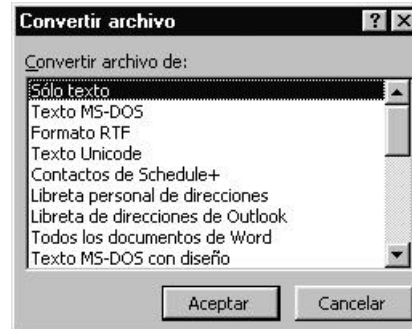 Convertir archivo
Convertir archivo de:
Sólo texto
Texto MS-DOS
Formato RTF
Texto Unicode
Contactos de Schedule+
Libreta personal de direcciones
Libreta de direcciones de Outlook
Todos los documentos de Word
Texto MS-DOS con diseño
Aceptar
Cancelar